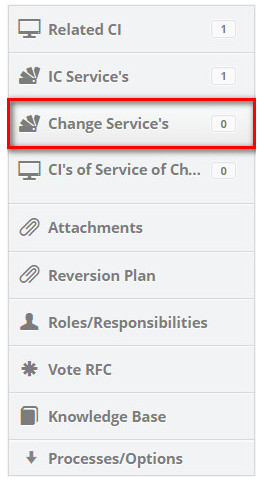 Related CI 1
IC Service's 1
Change Service's 0
CI's of Service of Ch... 0
Attachments
Reversion Plan
Roles/Responsibilities
Vote RFC
Knowledge Base
Processes/Options